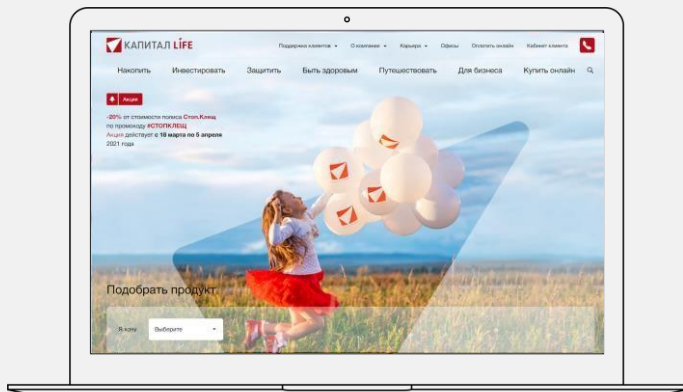 КАПИТАЛ LÍFE
Поддержка клиентов О компании Карьера Офисы Оплатить онлайн Кабинет клиента
Накопить Инвестировать Защитить Быть здоровым Путешествовать Для бизнеса Купить онлайн
Акция
-20% от стоимости полиса Стоп.Клещ
по промокоду #СТОПКЛЕЩ
Акция действует с 18 марта по 5 апреля
2021 года
Подобрать продукт
Я хочу Выберите